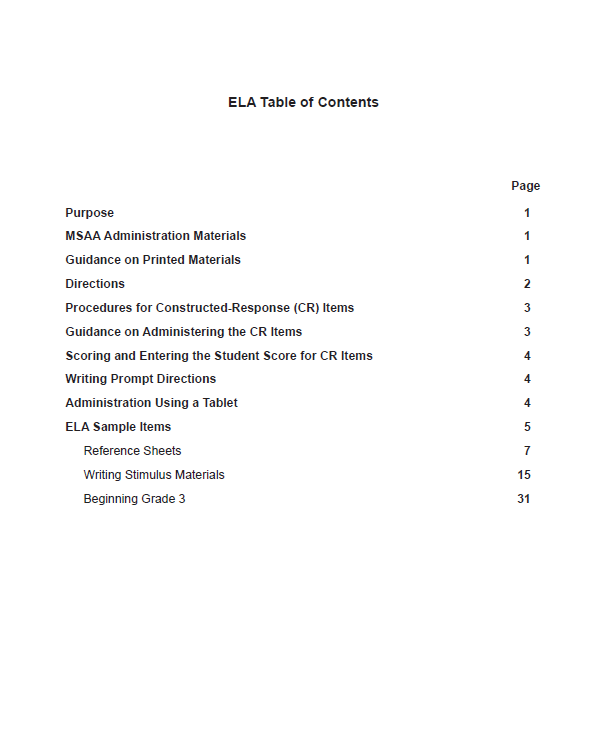 ELA Table of Contents
Page
Purpose 1
MSAA Administration Materials 1
Guidance on Printed Materials 1
Directions 2
Procedures for Constructed-Response (CR) Items 3
Guidance on Administering the CR Items 3
Scoring and Entering the Student Score for CR Items 4
Writing Prompt Directions 4
Administration Using a Tablet 4
ELA Sample Items 5
Reference Sheets 7
Writing Stimulus Materials 15
Beginning Grade 3 31